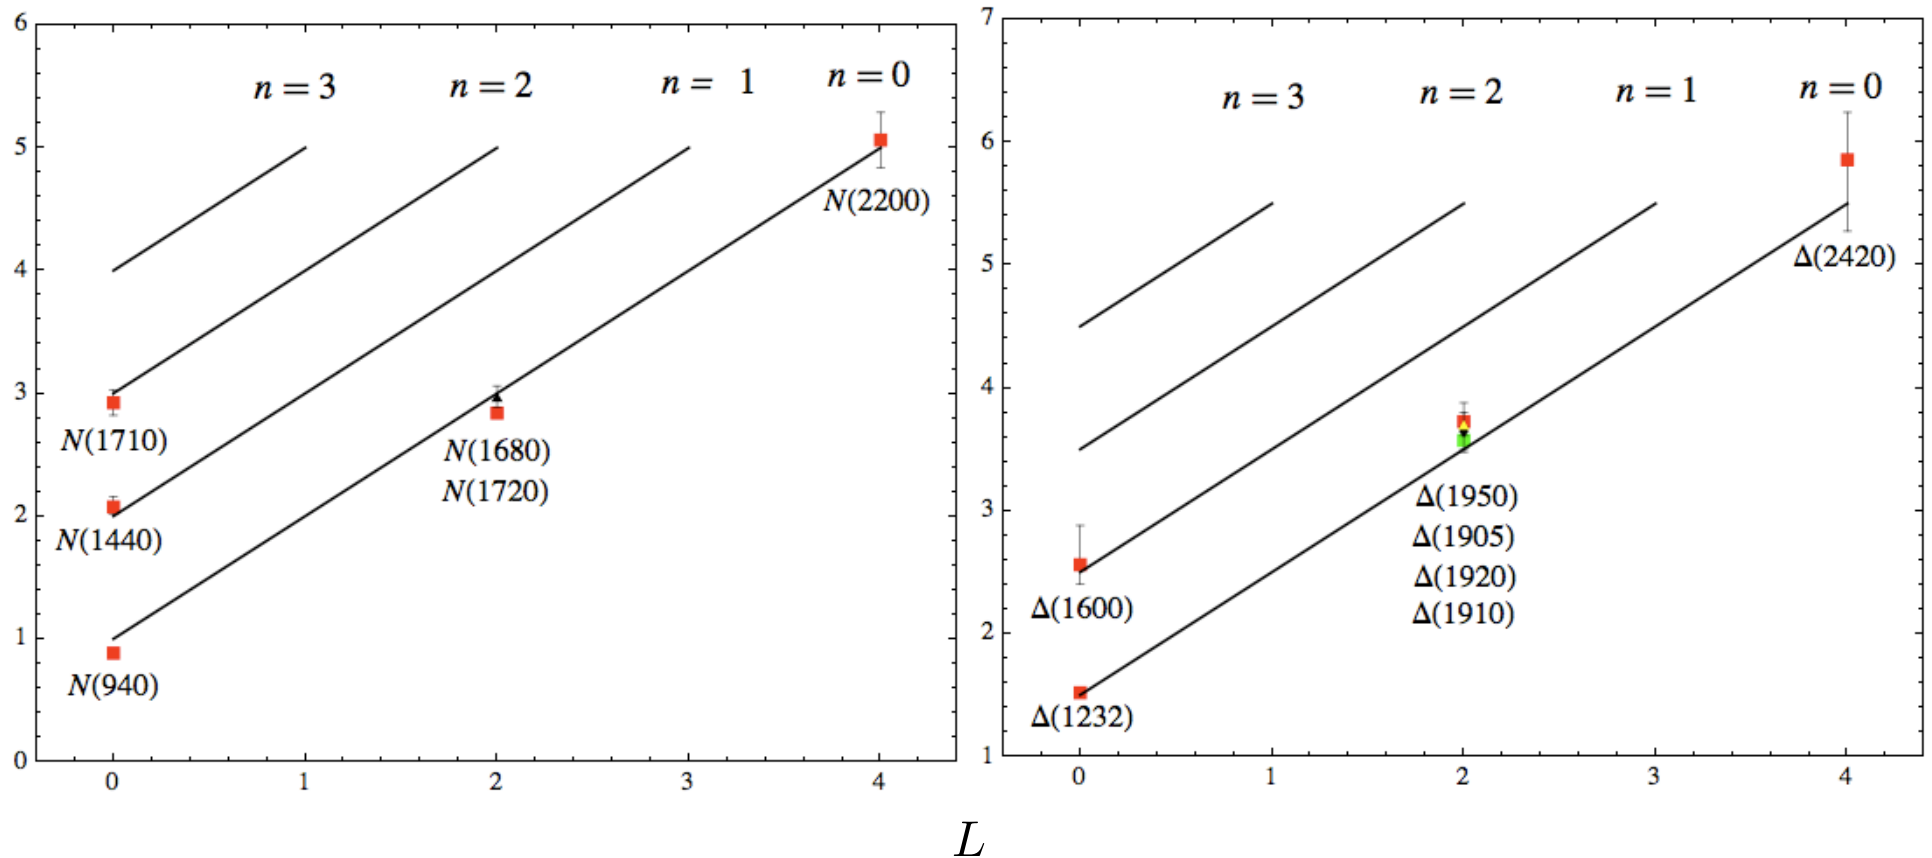 6
5
4
3
2
1
0
n = 3
n = 2
n = 1
n = 0
N(2200)
N(1710)
N(1680)
N(1720)
N(1440)
N(940)
0 1 2 3 4
7
6
5
4
3
2
1
n = 3
n = 2
n = 1
n = 0
Δ(2420)
Δ(1950)
Δ(1905)
Δ(1920)
Δ(1910)
Δ(1600)
Δ(1232)
0 1 2 3 4
L